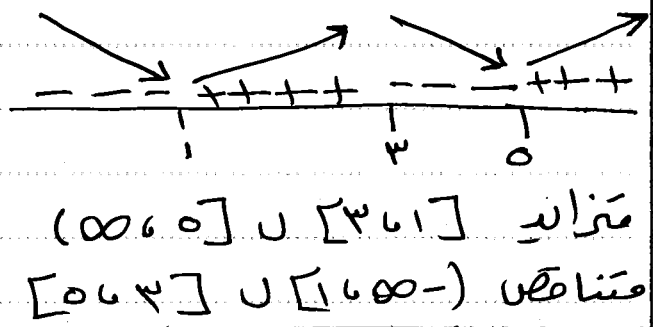 − − − + + + + − − − + + +
١ ٣ ٥
متزايد [١،٣] ∪ [٥،∞)
متناقص (−∞،١] ∪ [٣،٥]